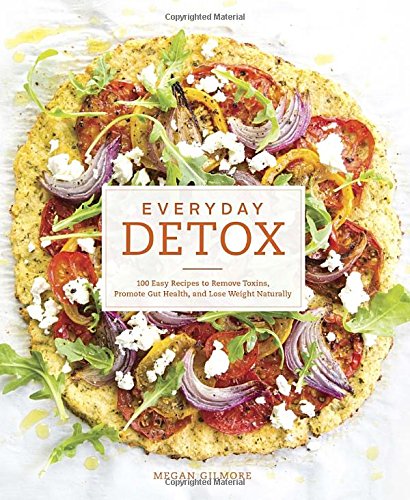 Copyrighted Material
EVERYDAY
DETOX
100 Easy Recipes to Remove Toxins,
Promote Gut Health, and Lose Weight Naturally
MEGAN GILMORE
Copyrighted Material